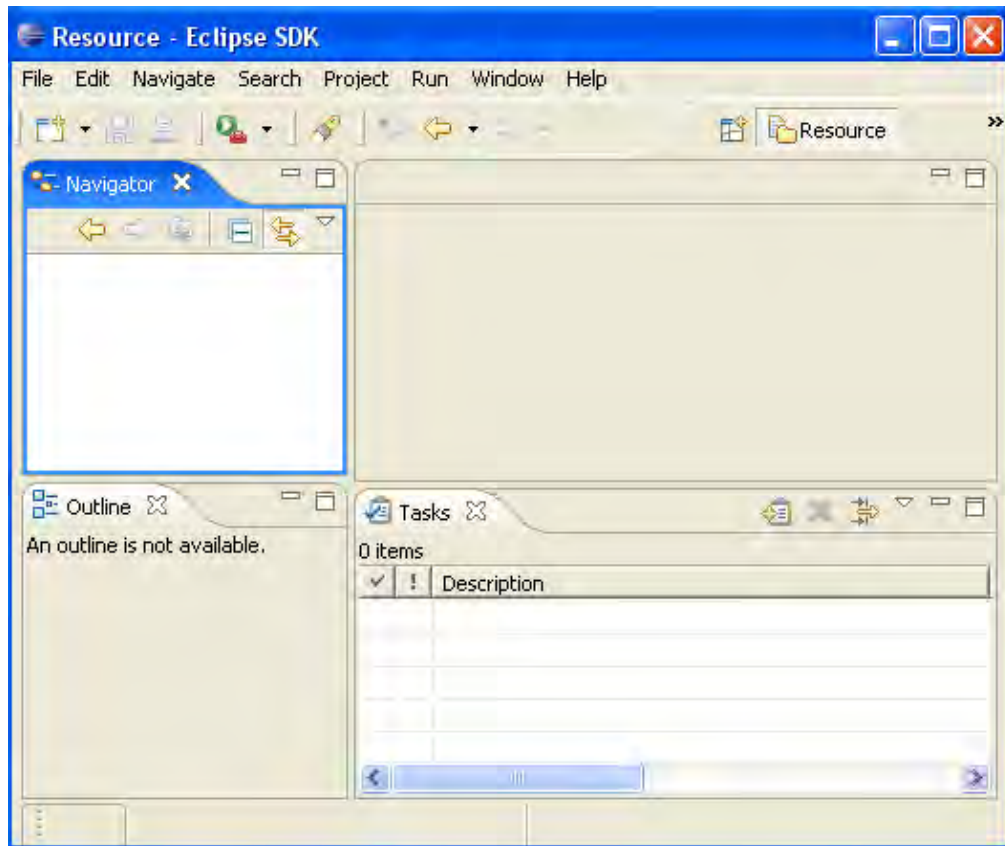 Resource - Eclipse SDK
File Edit Navigate Search Project Run Window Help
Resource
Navigator
Outline
An outline is not available.
Tasks
0 items
! Description